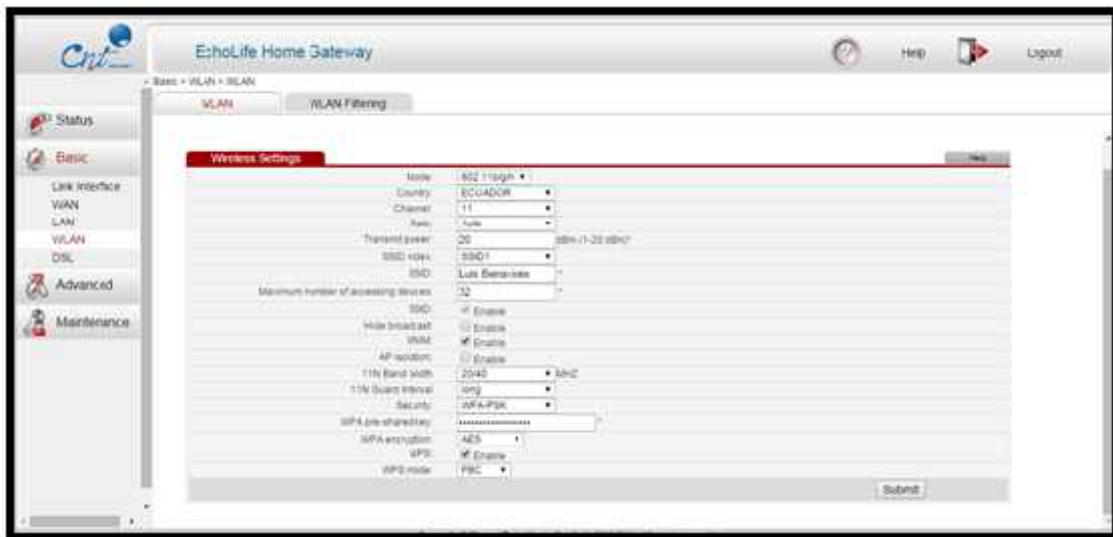 Cnt
EchoLife Home Gateway
Help
Logout
Basic > WLAN > WLAN
WLAN
WLAN Filtering
Status
Basic
Link Interface
WAN
LAN
WLAN
DSL
Advanced
Maintenance
Wireless Settings
Help
Mode: 802.11b/g/n
Country: ECUADOR
Channel: 11
Transmit power: 20 dBm (1-20 dBm)*
SSID index: SSID1
SSID: Luis *
Maximum number of accessing devices: 32 *
SSID: Enable
Hide broadcast: Enable
WMM: Enable
AP isolation: Enable
11N Band width: 20/40 MHZ
11N Guard Interval: long
Security: WPA-PSK
WPA pre-shared key: *
WPA encryption: AES
WPS: Enable
WPS mode: PBC
Submit